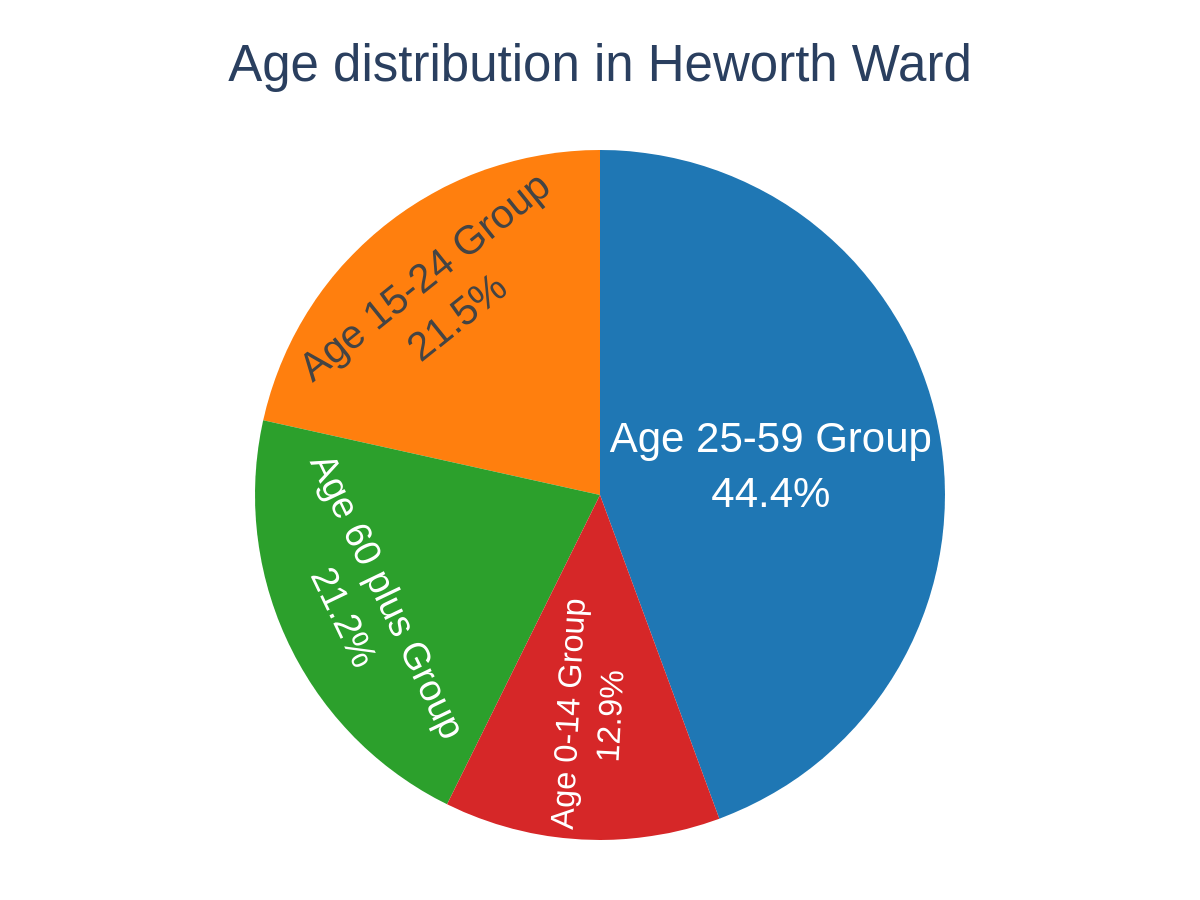 Age distribution in Heworth Ward
Age 15-24 Group
21.5%
Age 25-59 Group
44.4%
Age 60 plus Group
21.2%
Age 0-14 Group
12.9%